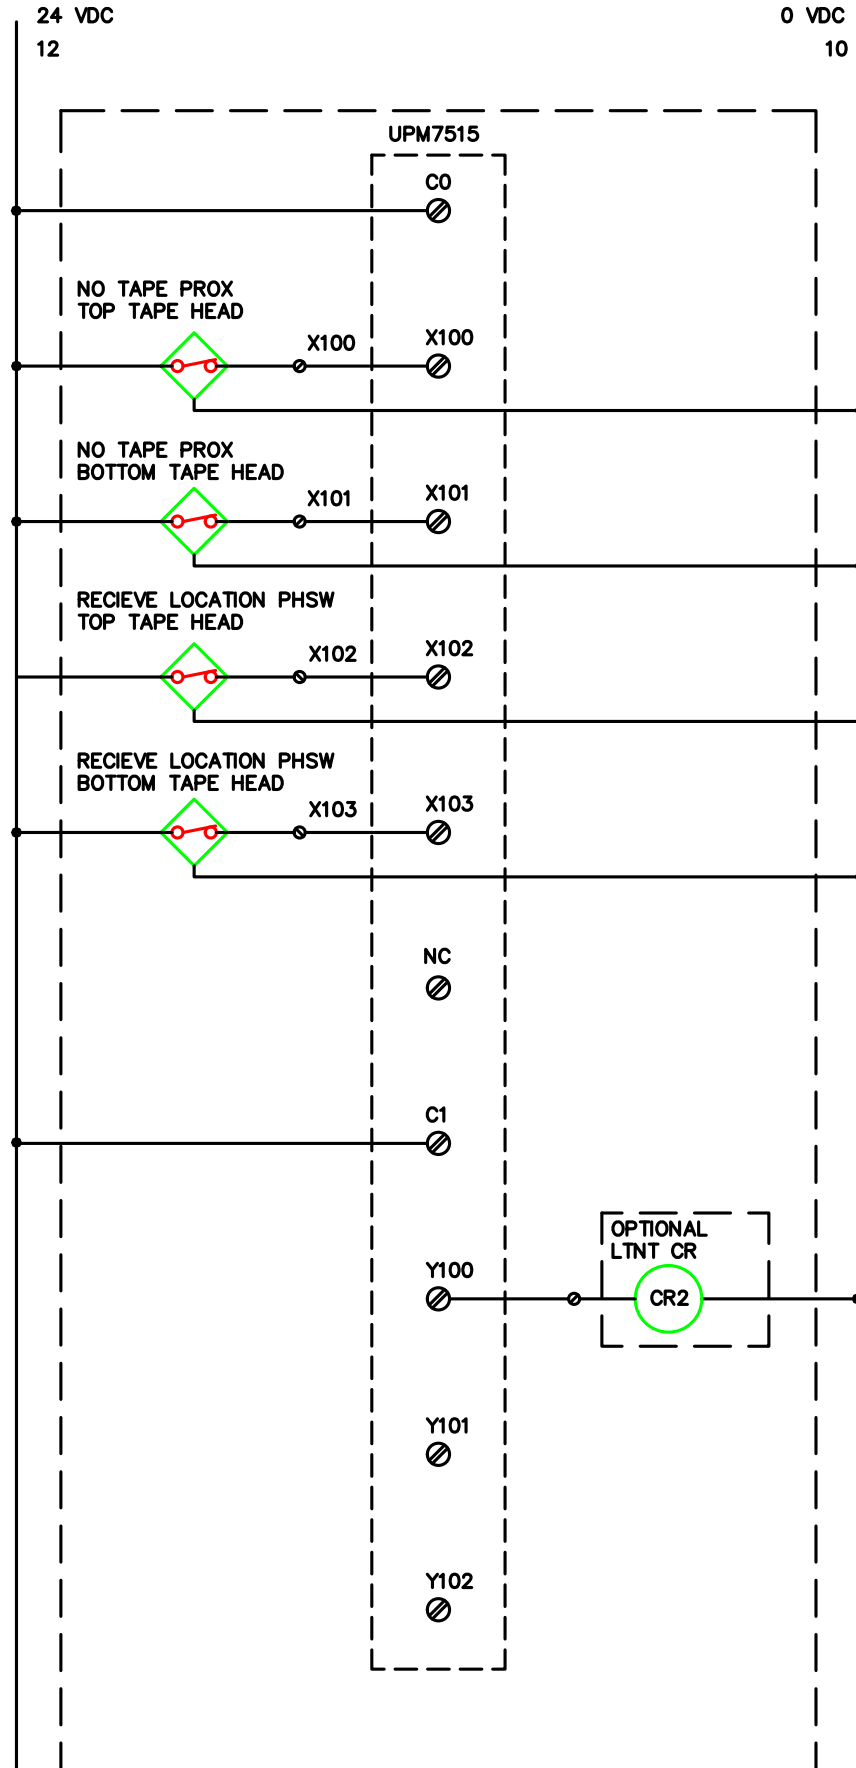 24 VDC
0 VDC
12
10
UPM7515
C0
NO TAPE PROX
TOP TAPE HEAD
X100
X100
NO TAPE PROX
BOTTOM TAPE HEAD
X101
X101
RECIEVE LOCATION PHSW
TOP TAPE HEAD
X102
X102
RECIEVE LOCATION PHSW
BOTTOM TAPE HEAD
X103
X103
NC
C1
OPTIONAL
LTNT CR
Y100
CR2
Y101
Y102